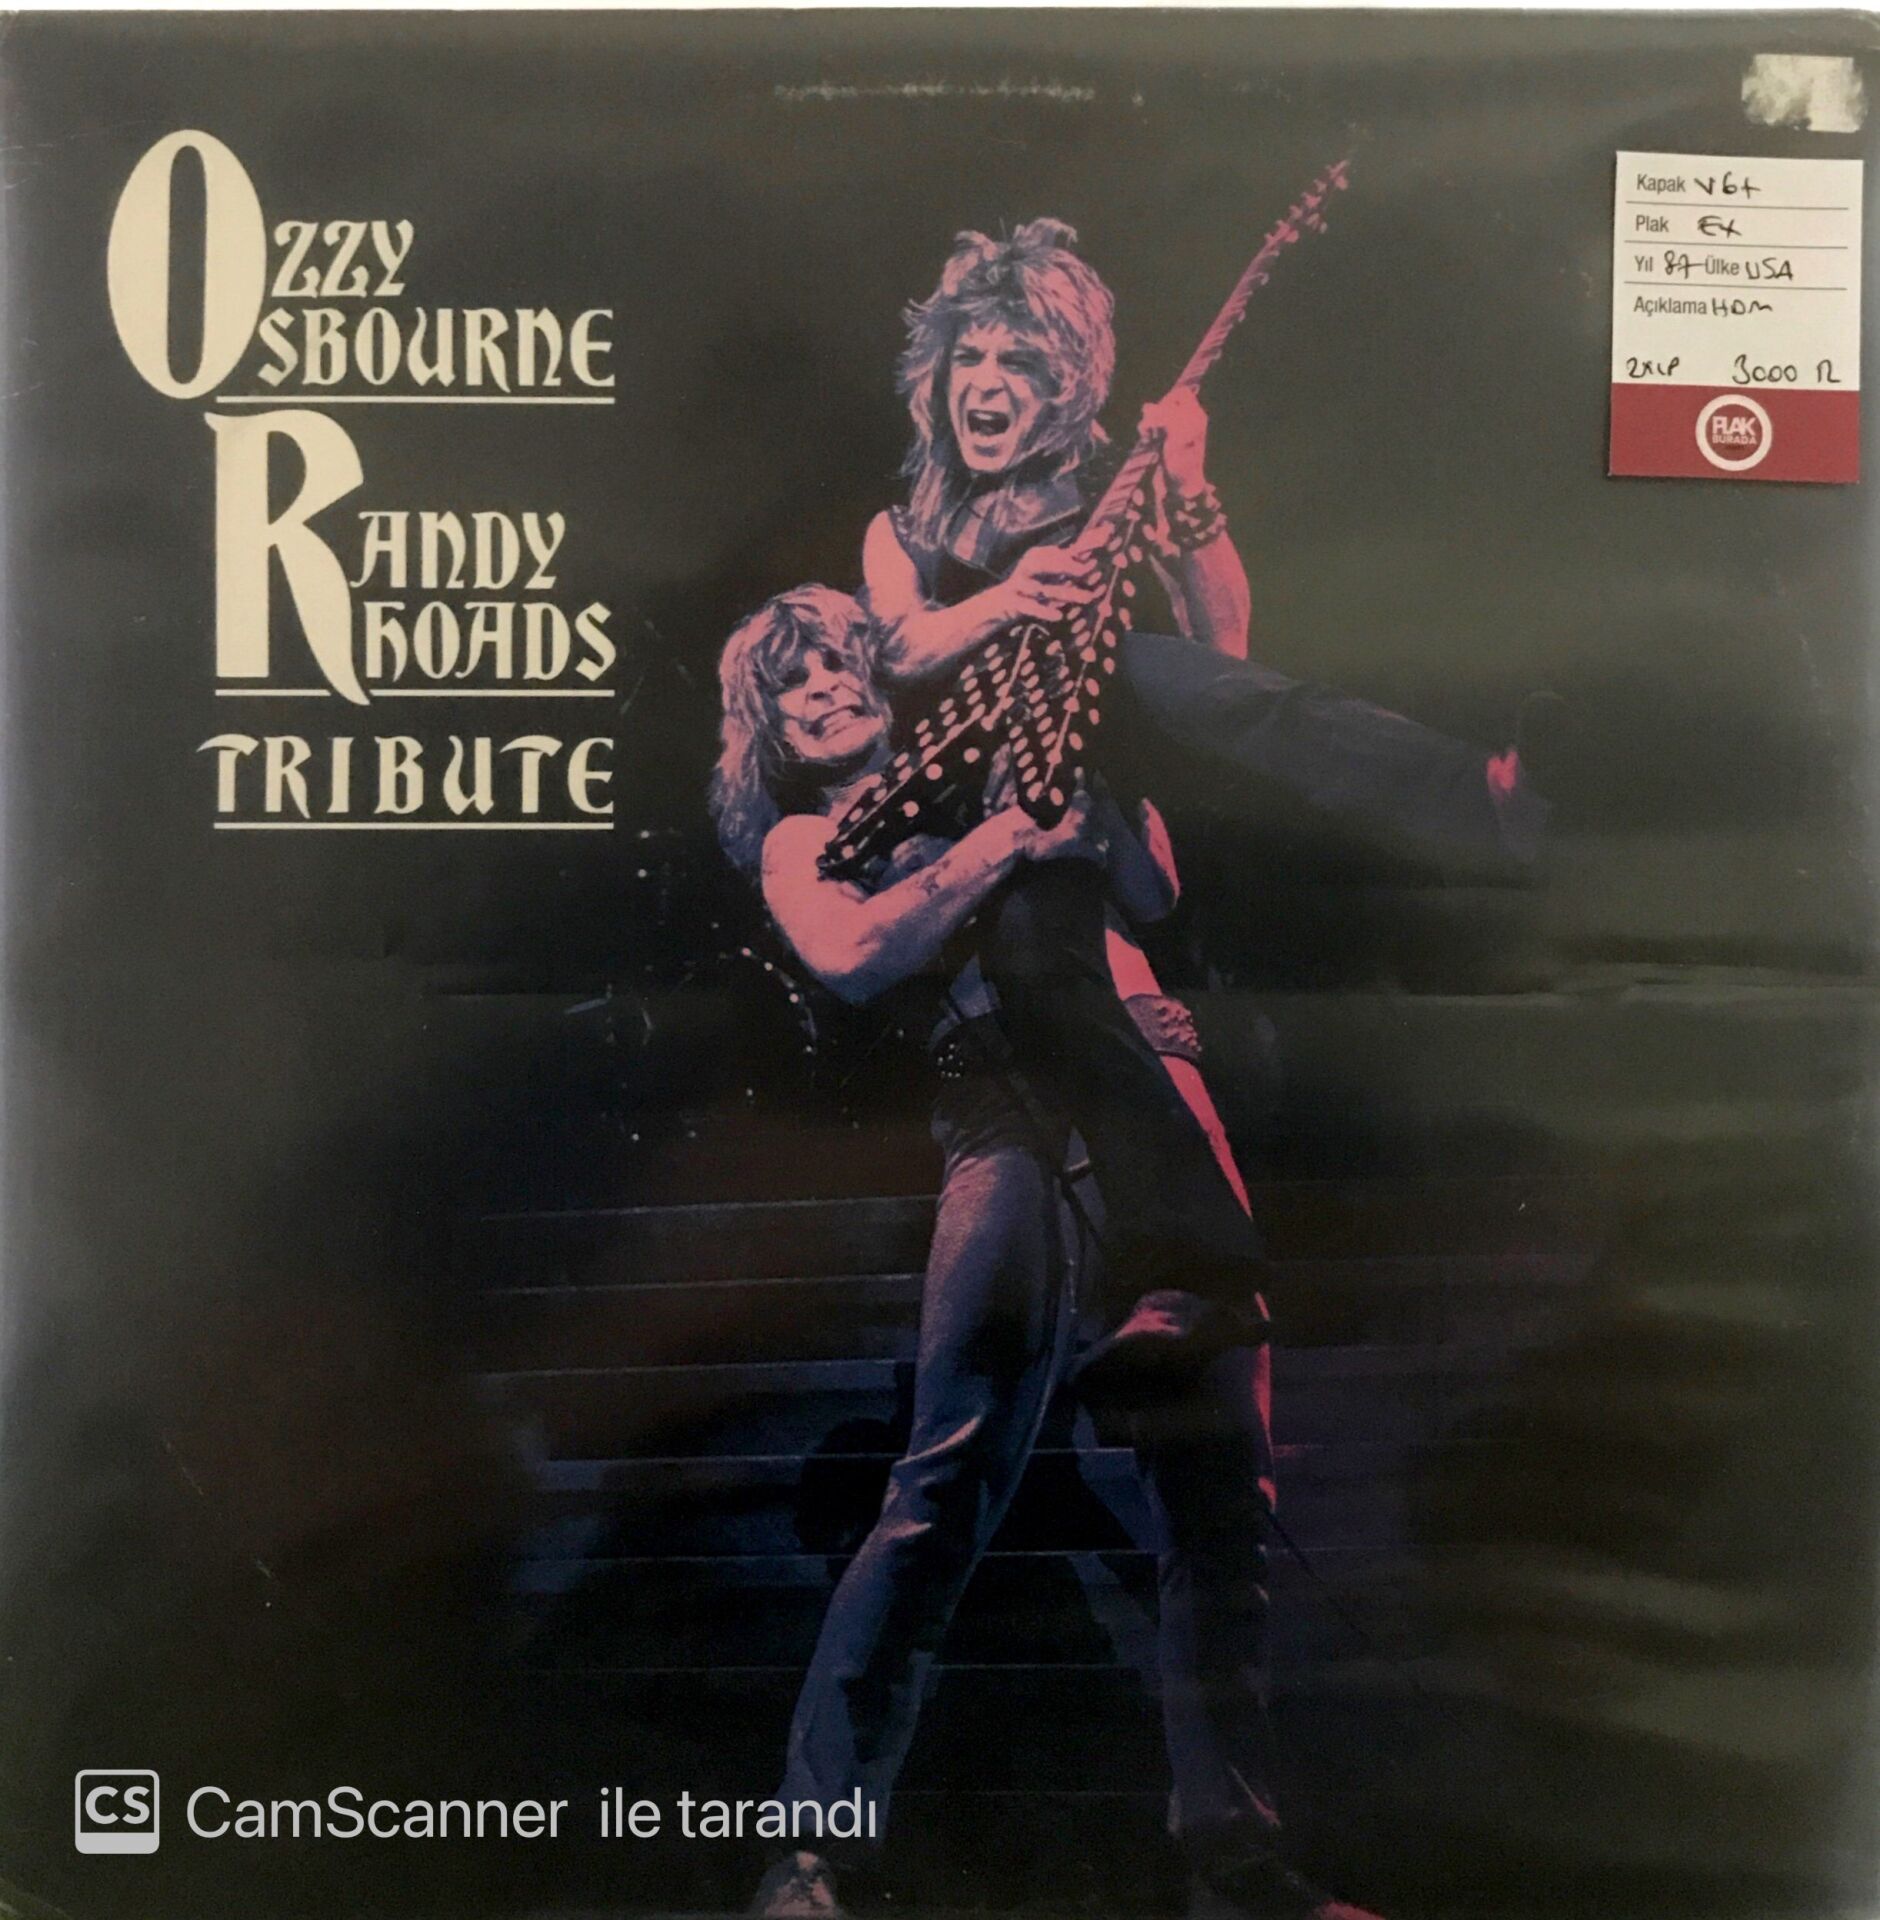 OZZY
OSBOURNE
RANDY
RHOADS
TRIBUTE
Kapak VG+
Plak EX
Yıl 87 Ülke USA
Açıklama HDM
2XLP 3000 TL
PLAK
BURADA
CS CamScanner ile tarandı